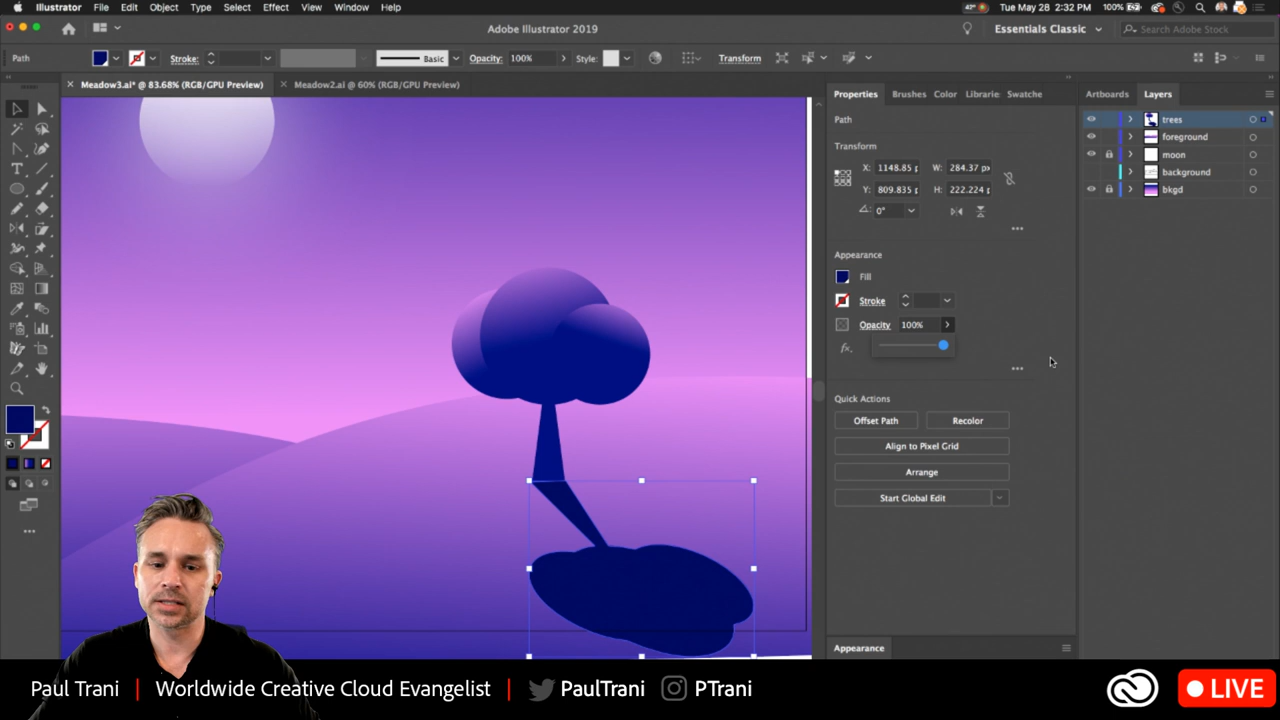 Illustrator File Edit Object Type Select Effect View Window Help
47° Tue May 28 2:32 PM 100%
Adobe Illustrator 2019
Essentials Classic
Search Adobe Stock
Path Stroke: Basic Opacity: 100% Style: Transform
× Meadow3.ai* @ 83.68% (RGB/GPU Preview) × Meadow2.ai @ 60% (RGB/GPU Preview)
Properties Brushes Color Librarie Swatche
Path
Transform
X: 1148.85 p W: 284.37 px
Y: 809.835 p H: 222.224 p
0°
Appearance
Fill
Stroke
Opacity 100%
fx.
Quick Actions
Offset Path Recolor
Align to Pixel Grid
Arrange
Start Global Edit
Appearance
Artboards Layers
trees
foreground
moon
background
bkgd
Paul Trani | Worldwide Creative Cloud Evangelist | PaulTrani PTrani
LIVE